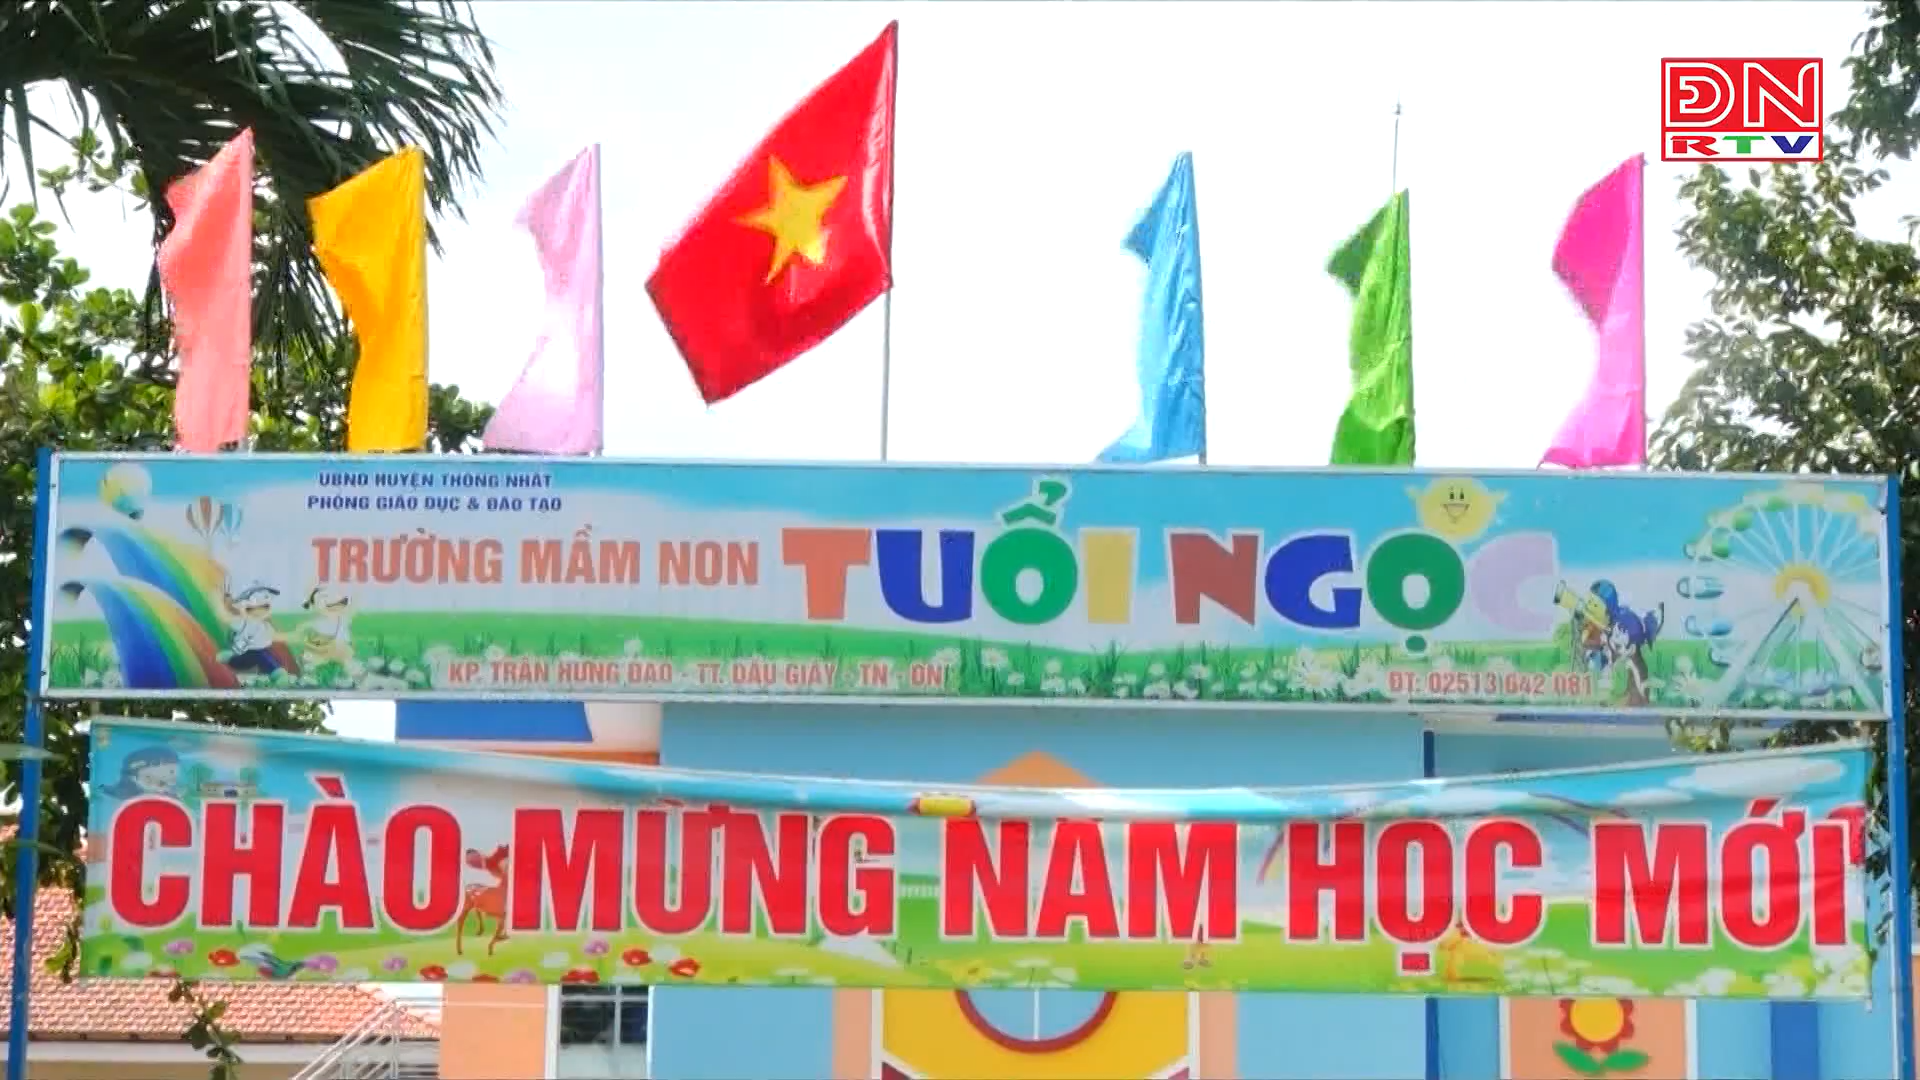 ĐN
RTV
UBND HUYỆN THỐNG NHẤT
PHÒNG GIÁO DỤC & ĐÀO TẠO
TRƯỜNG MẦM NON TUỔI NGỌC
KP. TRẦN HƯNG ĐẠO - TT. DẦU GIÂY - TN - ĐN
ĐT: 02513 642 081
CHÀO MỪNG NĂM HỌC MỚI